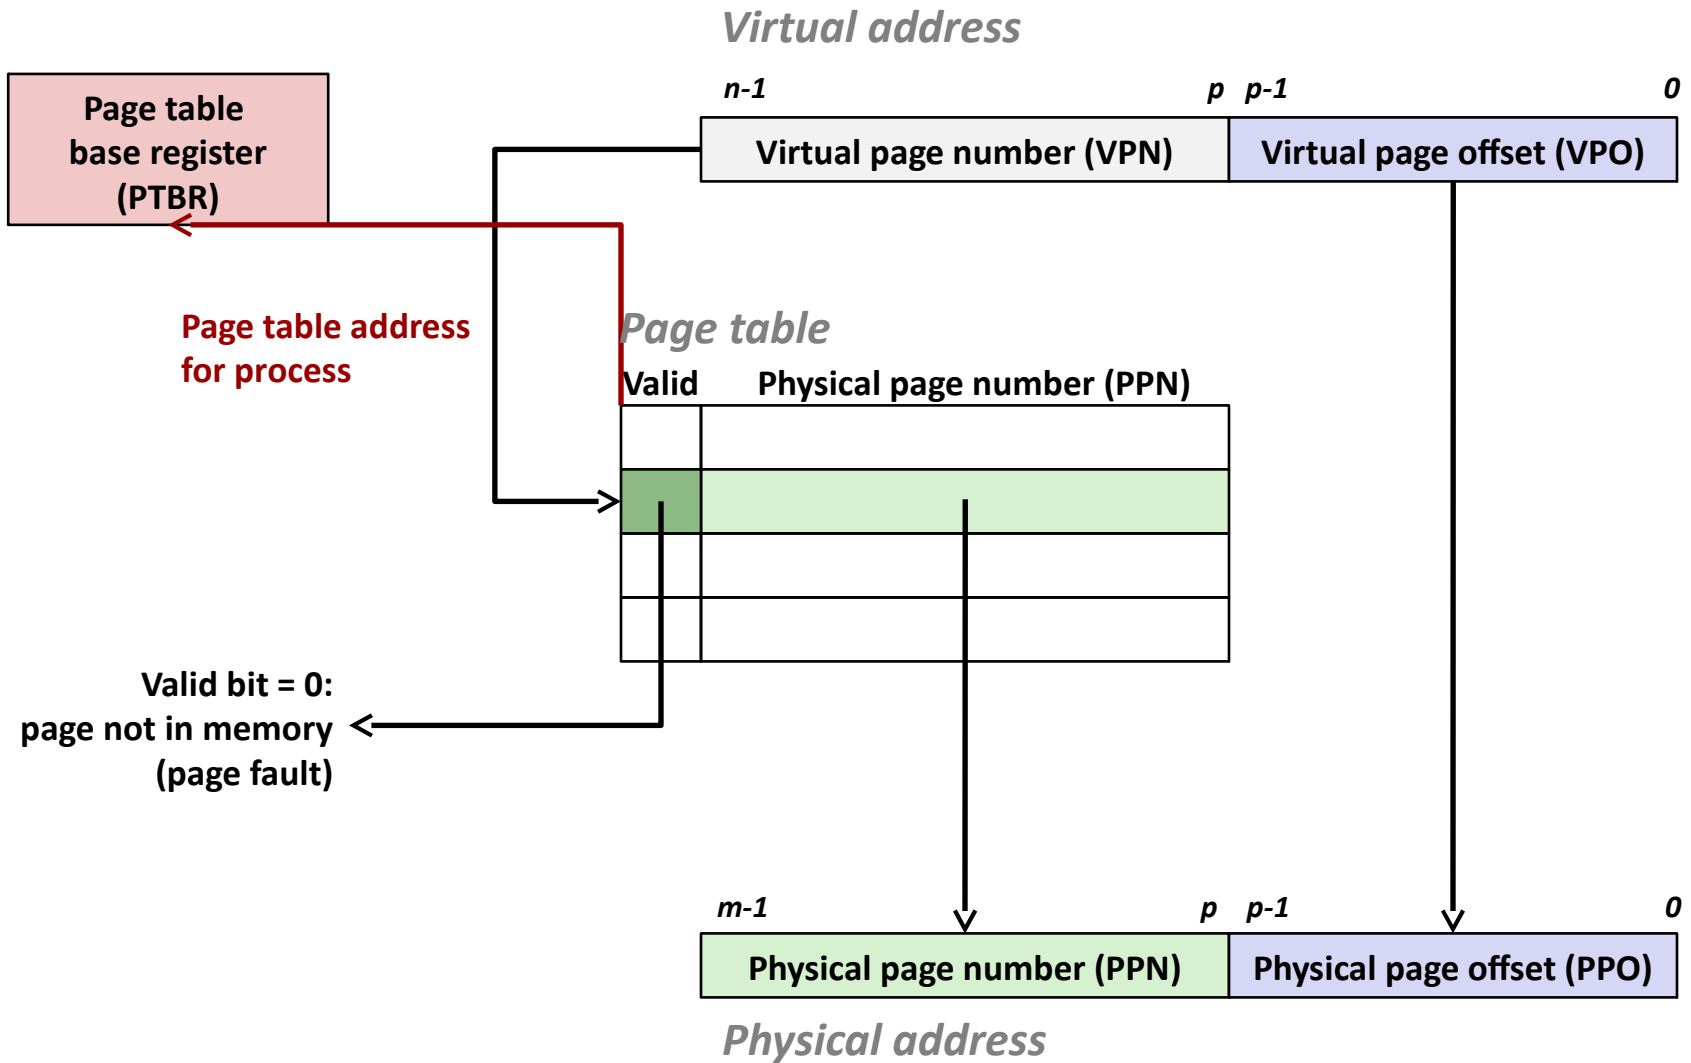 Virtual address
n-1 p p-1 0
Page table
base register
(PTBR)
Virtual page number (VPN) Virtual page offset (VPO)
Page table address
for process
Page table
Valid Physical page number (PPN)
Valid bit = 0:
page not in memory
(page fault)
m-1 p p-1 0
Physical page number (PPN) Physical page offset (PPO)
Physical address